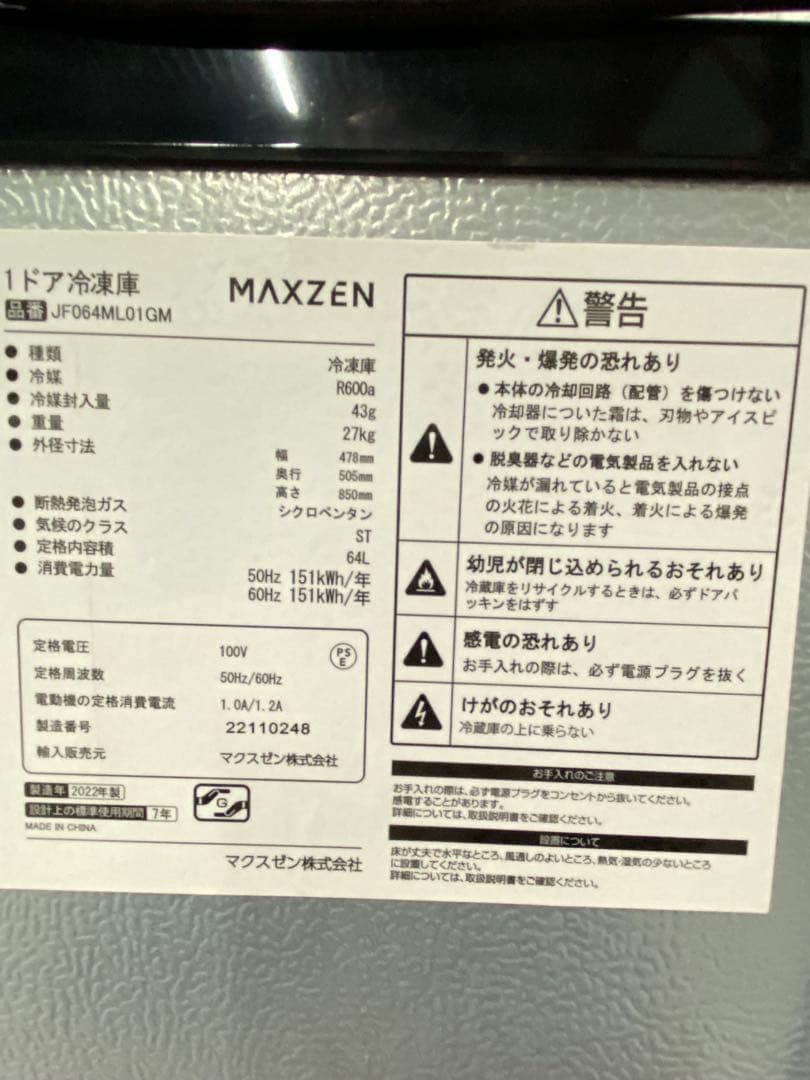 1ドア冷凍庫
MAXZEN
品番 JF064ML01GM
● 種類 冷凍庫
● 冷媒 R600a
● 冷媒封入量 43g
● 重量 27kg
● 外径寸法
幅 478mm
奥行 505mm
高さ 850mm
● 断熱発泡ガス シクロペンタン
● 気候のクラス ST
● 定格内容積 64L
● 消費電力量 50Hz 151kWh/年
60Hz 151kWh/年
定格電圧 100V
PS
E
定格周波数 50Hz/60Hz
電動機の定格消費電流 1.0A/1.2A
製造番号 22110248
輸入販売元 マクスゼン株式会社
製造年 2022年製
設計上の標準使用期間 7年
G
MADE IN CHINA
マクスゼン株式会社
警告
発火・爆発の恐れあり
● 本体の冷却回路（配管）を傷つけない
冷却器についた霜は、刃物やアイスピ
ックで取り除かない
● 脱臭器などの電気製品を入れない
冷媒が漏れていると電気製品の接点
の火花による着火、着火による爆発
の原因になります
幼児が閉じ込められるおそれあり
冷蔵庫をリサイクルするときは、必ずドアパ
ッキンをはずす
感電の恐れあり
お手入れの際は、必ず電源プラグを抜く
けがのおそれあり
冷蔵庫の上に乗らない
お手入れのご注意
お手入れの際は、必ず電源プラグをコンセントから抜いてください。
感電することがあります。
詳細については、取扱説明書をご確認ください。
設置について
床が丈夫で水平なところ、風通しのよいところ、熱気・湿気の少ないところ
に設置してください。
詳細については、取扱説明書をご確認ください。